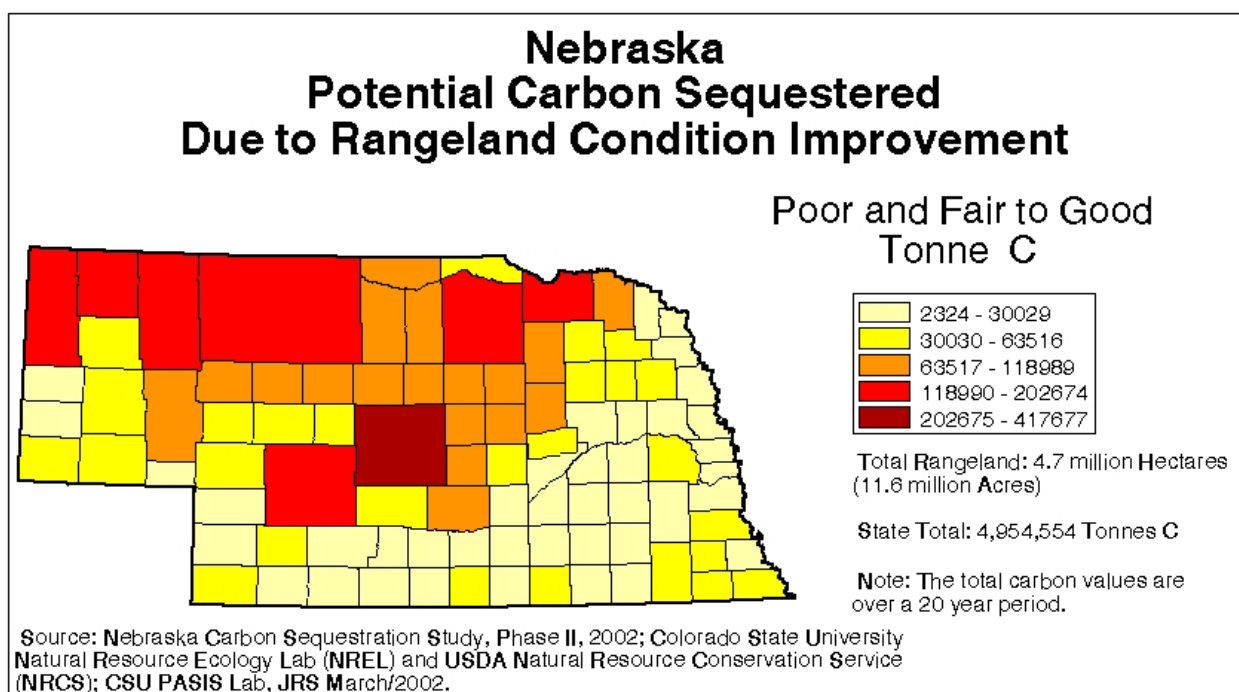 Nebraska
Potential Carbon Sequestered
Due to Rangeland Condition Improvement
Poor and Fair to Good
Tonne C
2324 - 30029
30030 - 63516
63517 - 118989
118990 - 202674
202675 - 417677
Total Rangeland: 4.7 million Hectares
(11.6 million Acres)
State Total: 4,954,554 Tonnes C
Note: The total carbon values are
over a 20 year period.
Source: Nebraska Carbon Sequestration Study, Phase II, 2002; Colorado State University
Natural Resource Ecology Lab (NREL) and USDA Natural Resource Conservation Service
(NRCS); CSU PASIS Lab, JRS March/2002.